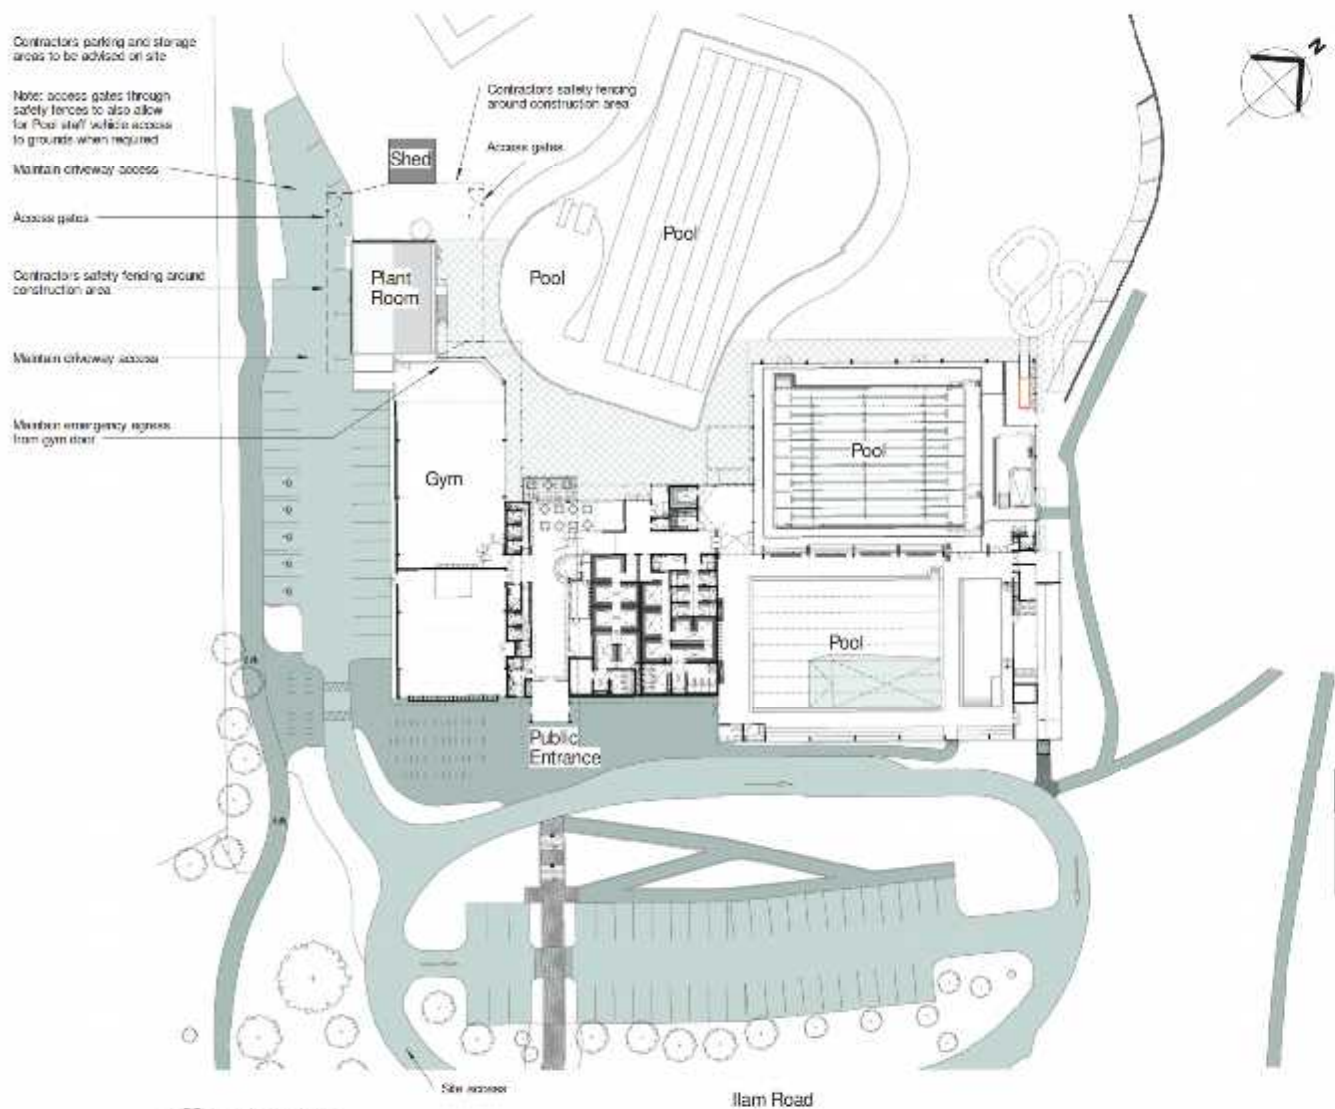 Contractors parking and storage
areas to be advised on site
Note: access gates through
safety fences to also allow
for Pool staff vehicle access
to grounds when required
Maintain driveway access
Access gates
Contractors safety fencing around
construction area
Maintain driveway access
Maintain emergency egress
from gym door
Contractors safety fencing
around construction area
Access gates
N
Shed
Plant
Room
Pool
Pool
Gym
Pool
Pool
Public
Entrance
Site access
Ilam Road